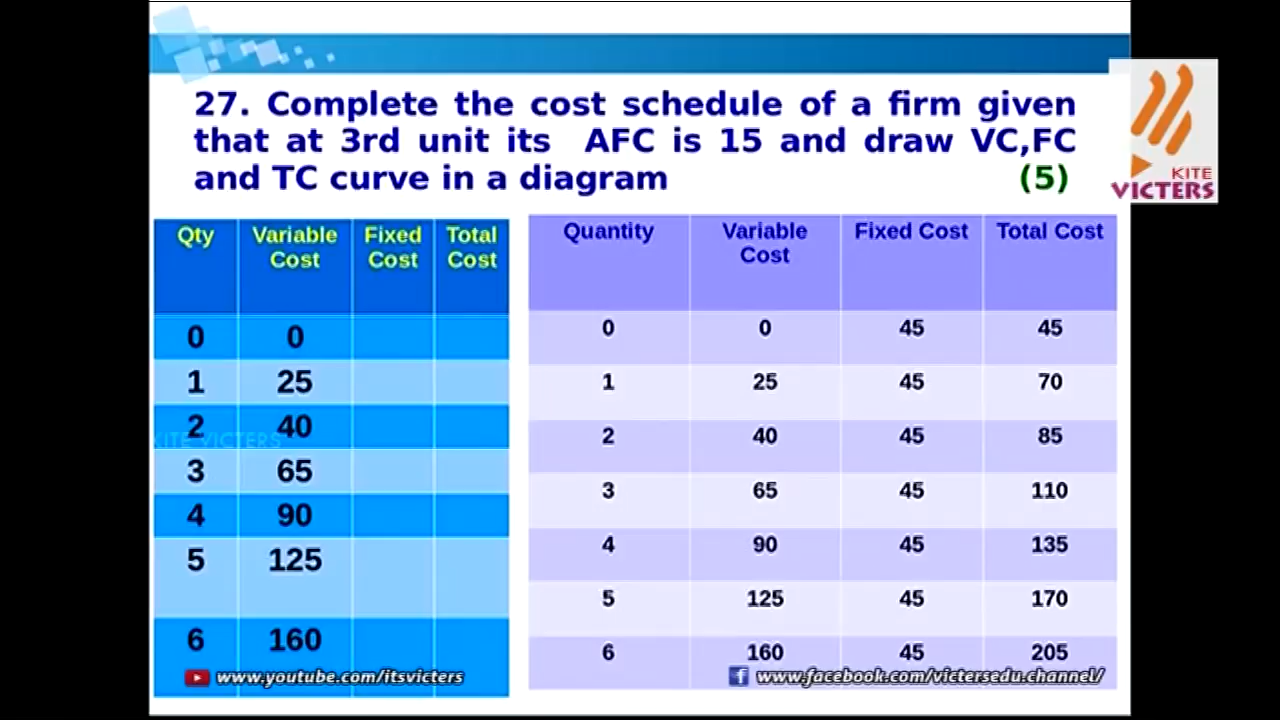 27. Complete the cost schedule of a firm given
that at 3rd unit its AFC is 15 and draw VC,FC
and TC curve in a diagram (5)
KITE
VICTERS
Qty Variable Cost Fixed Cost Total Cost
0 0
1 25
2 40
KITE VICTERS
3 65
4 90
5 125
6 160
Quantity Variable Cost Fixed Cost Total Cost
0 0 45 45
1 25 45 70
2 40 45 85
3 65 45 110
4 90 45 135
5 125 45 170
6 160 45 205
www.youtube.com/itsvicters
www.facebook.com/victersedu.channel/